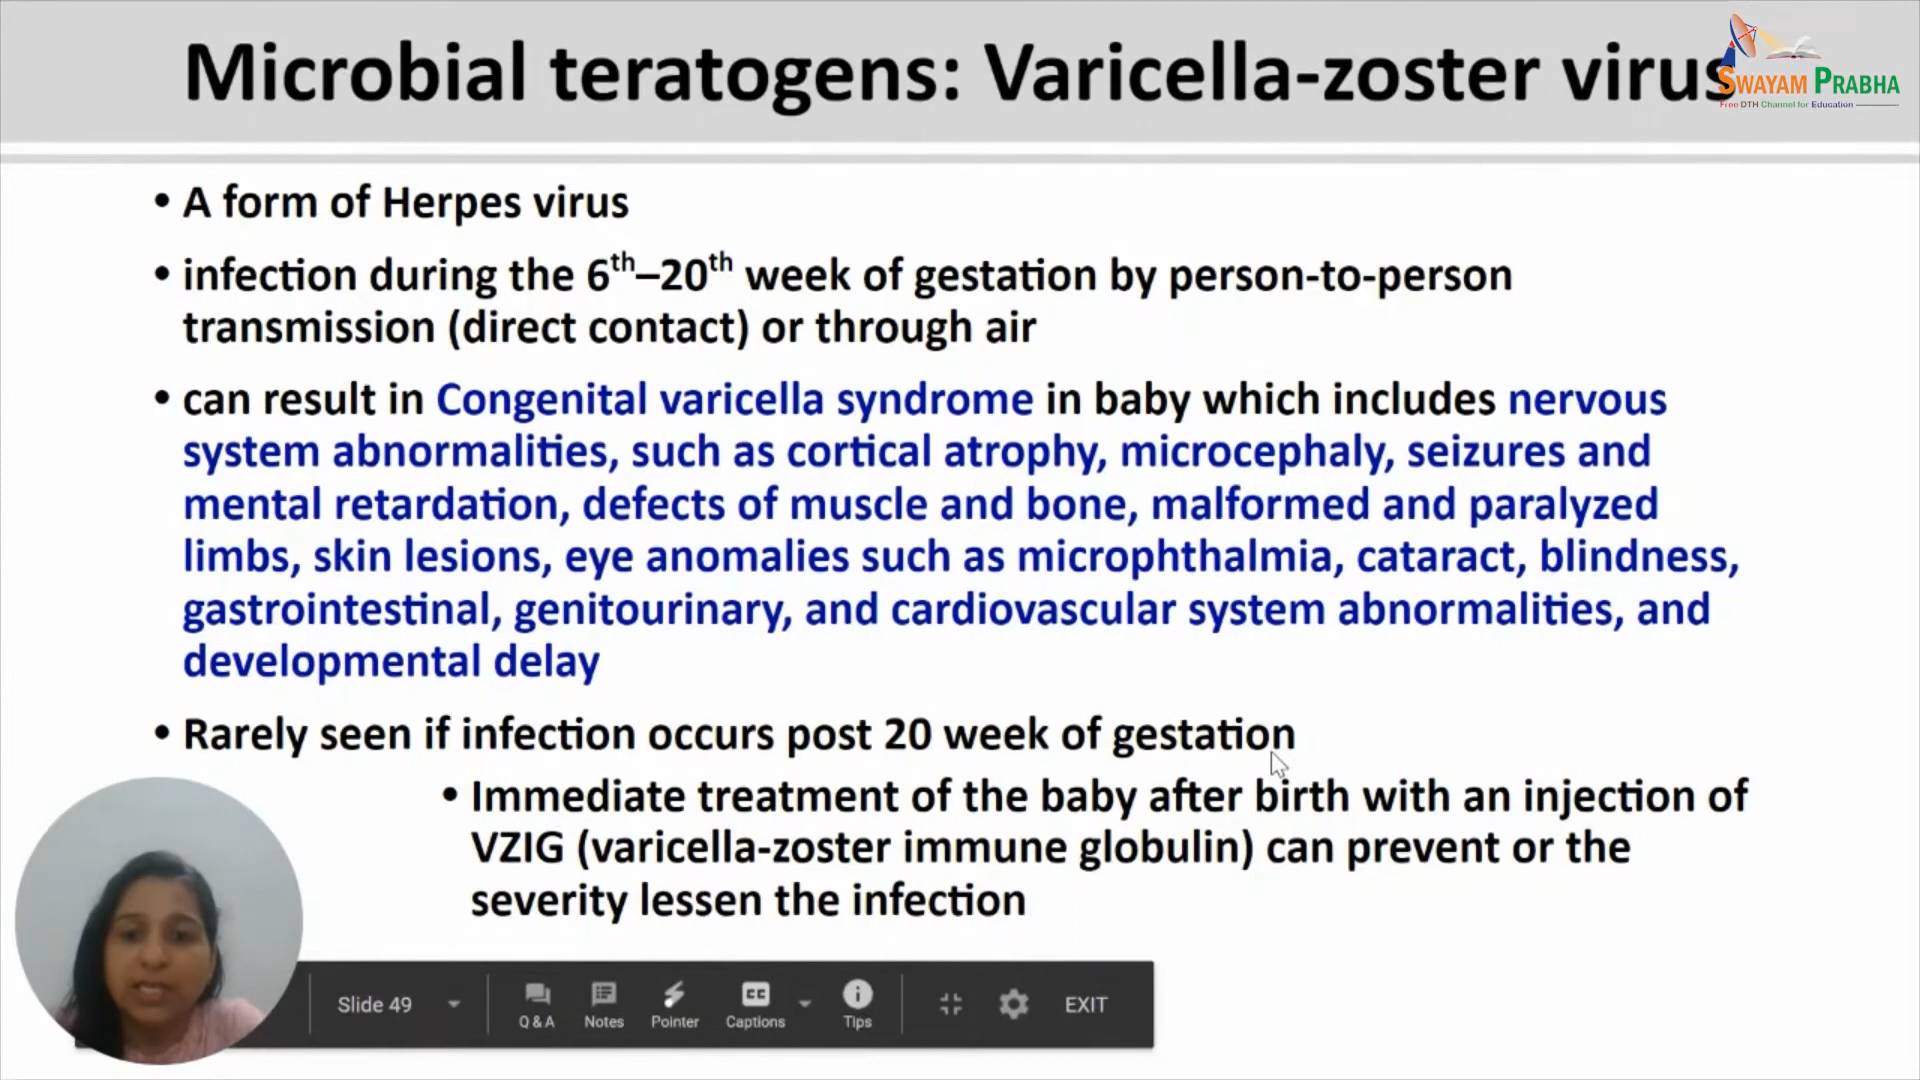 Microbial teratogens: Varicella-zoster virus
SWAYAM PRABHA
Free DTH Channel for Education
• A form of Herpes virus
• infection during the 6th–20th week of gestation by person-to-person
transmission (direct contact) or through air
• can result in Congenital varicella syndrome in baby which includes nervous
system abnormalities, such as cortical atrophy, microcephaly, seizures and
mental retardation, defects of muscle and bone, malformed and paralyzed
limbs, skin lesions, eye anomalies such as microphthalmia, cataract, blindness,
gastrointestinal, genitourinary, and cardiovascular system abnormalities, and
developmental delay
• Rarely seen if infection occurs post 20 week of gestation
• Immediate treatment of the baby after birth with an injection of
VZIG (varicella-zoster immune globulin) can prevent or the
severity lessen the infection
Slide 49
Q & A
Notes
Pointer
CC
Captions
Tips
EXIT